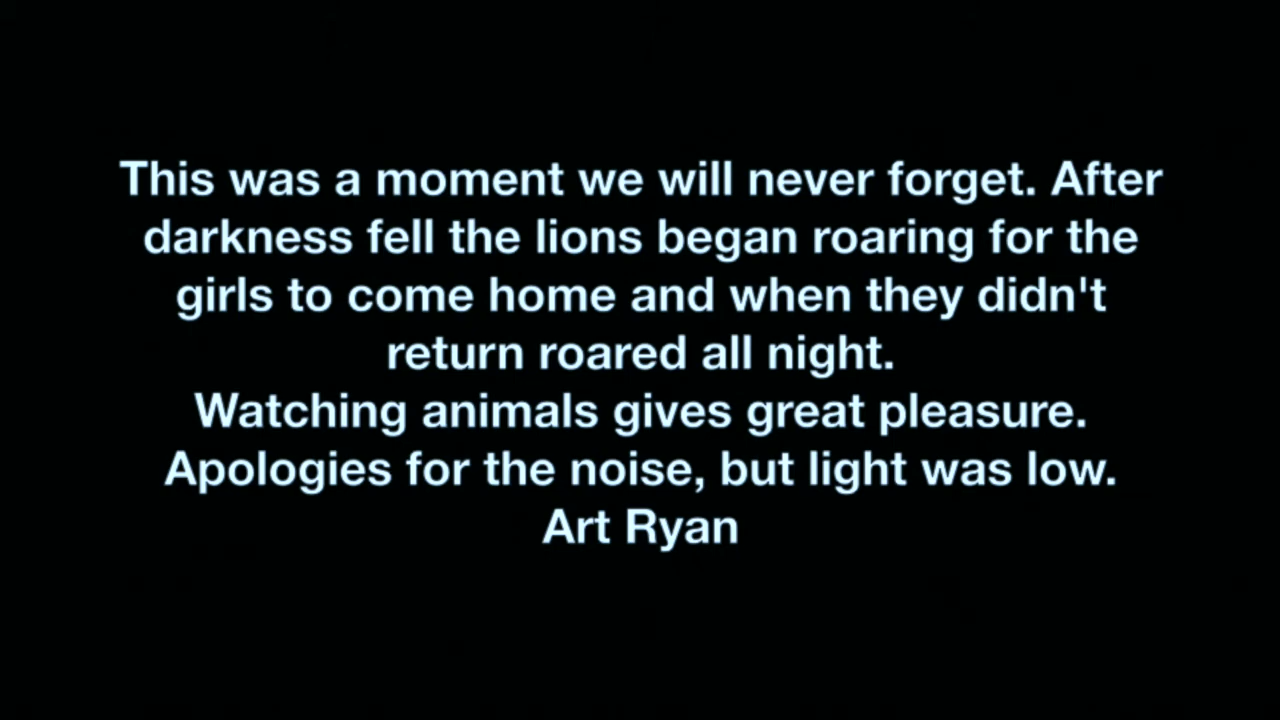 This was a moment we will never forget. After
darkness fell the lions began roaring for the
girls to come home and when they didn't
return roared all night.
Watching animals gives great pleasure.
Apologies for the noise, but light was low.
Art Ryan